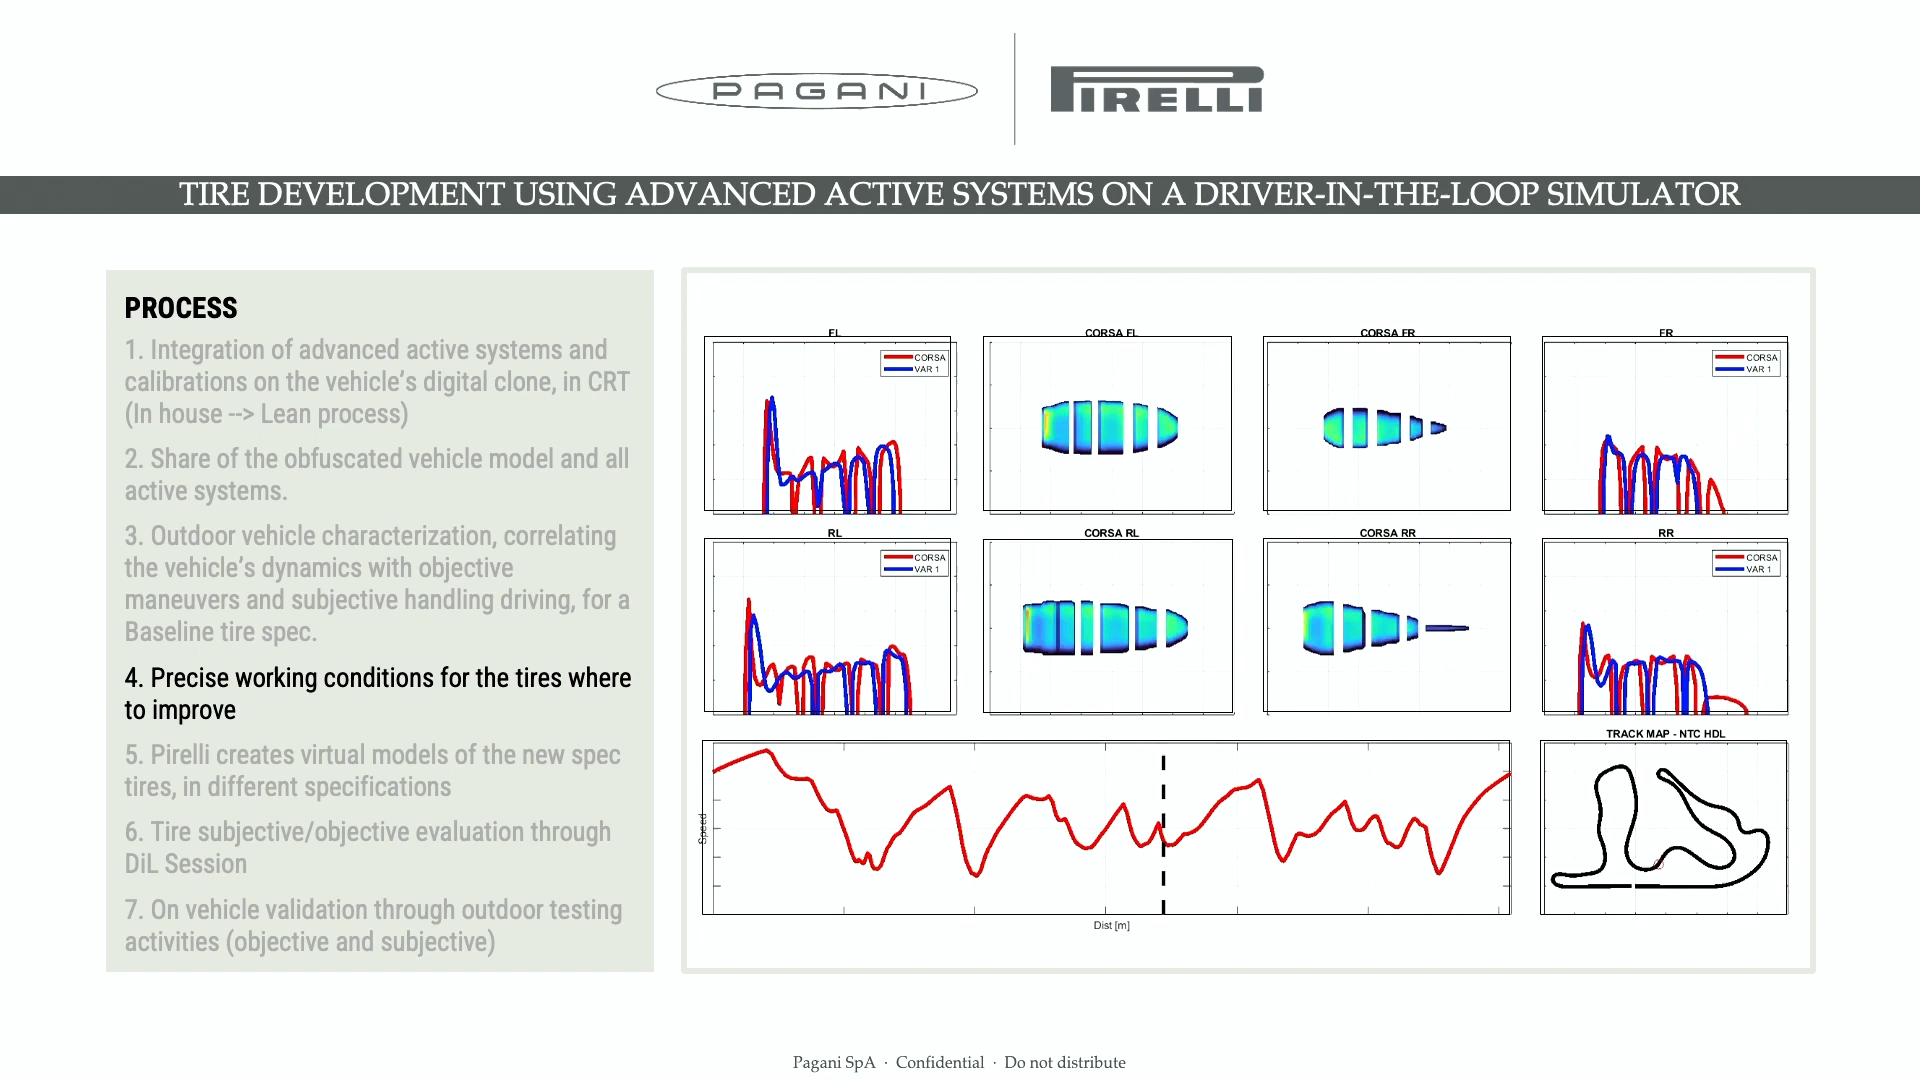 PAGANI
PIRELLI
TIRE DEVELOPMENT USING ADVANCED ACTIVE SYSTEMS ON A DRIVER-IN-THE-LOOP SIMULATOR
PROCESS
1. Integration of advanced active systems and
calibrations on the vehicle’s digital clone, in CRT
(In house --> Lean process)
2. Share of the obfuscated vehicle model and all
active systems.
3. Outdoor vehicle characterization, correlating
the vehicle’s dynamics with objective
maneuvers and subjective handling driving, for a
Baseline tire spec.
4. Precise working conditions for the tires where
to improve
5. Pirelli creates virtual models of the new spec
tires, in different specifications
6. Tire subjective/objective evaluation through
DiL Session
7. On vehicle validation through outdoor testing
activities (objective and subjective)
FL
CORSA
VAR 1
CORSA FL
CORSA FR
FR
CORSA
VAR 1
RL
CORSA
VAR 1
CORSA RL
CORSA RR
RR
CORSA
VAR 1
Speed
Dist [m]
TRACK MAP - NTC HDL
Pagani SpA · Confidential · Do not distribute